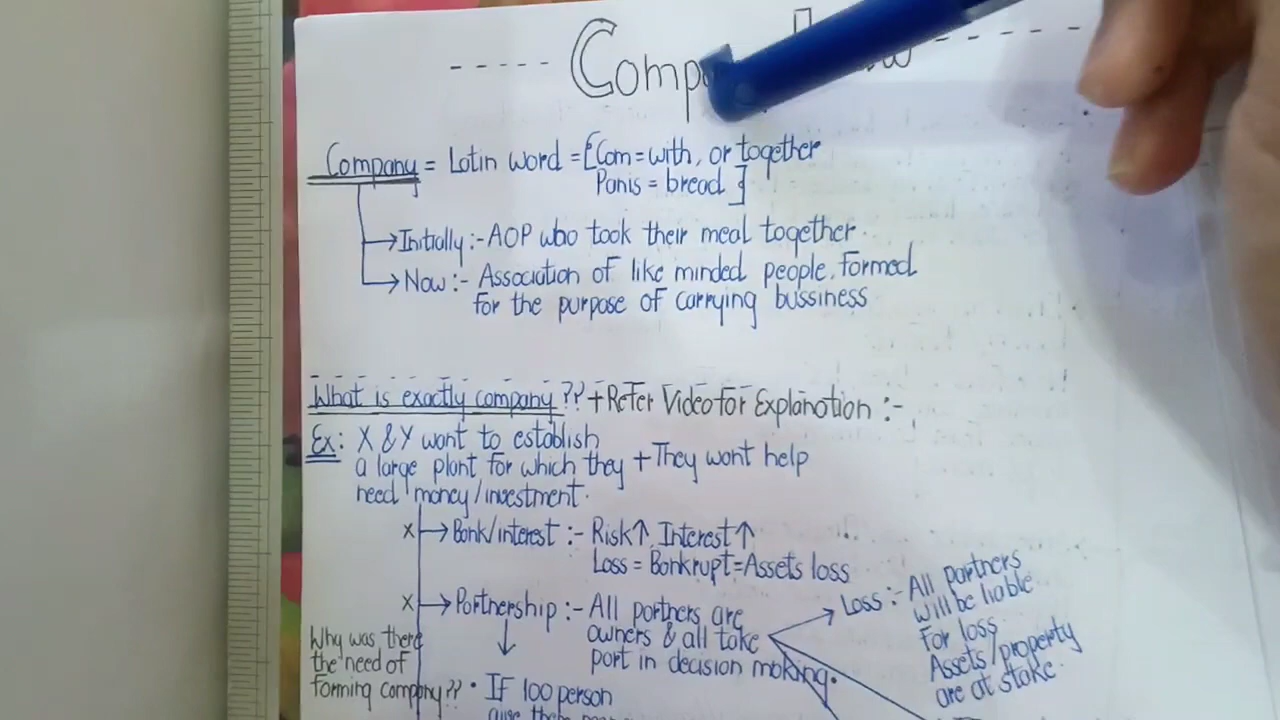 Company = Latin word = [Com = with, or together
Panis = bread ]
→ Initially :- AOP who took their meal together.
→ Now :- Association of like minded people, formed
for the purpose of carrying bussiness
What is exactly company ?? + Refer Video for Explanation :-
Ex: X & Y want to establish
a large plant for which they + They wont help
need money/investment.
x → Bank/interest :- Risk↑ Interest↑
Loss = Bankrupt = Assets loss
x → Partnership :- All partners are
owners & all take
part in decision making.
→ Loss :- All partners
will be liable
For loss
Assets/property
are at stake.
Why was there
the need of
forming company??
• IF 100 person